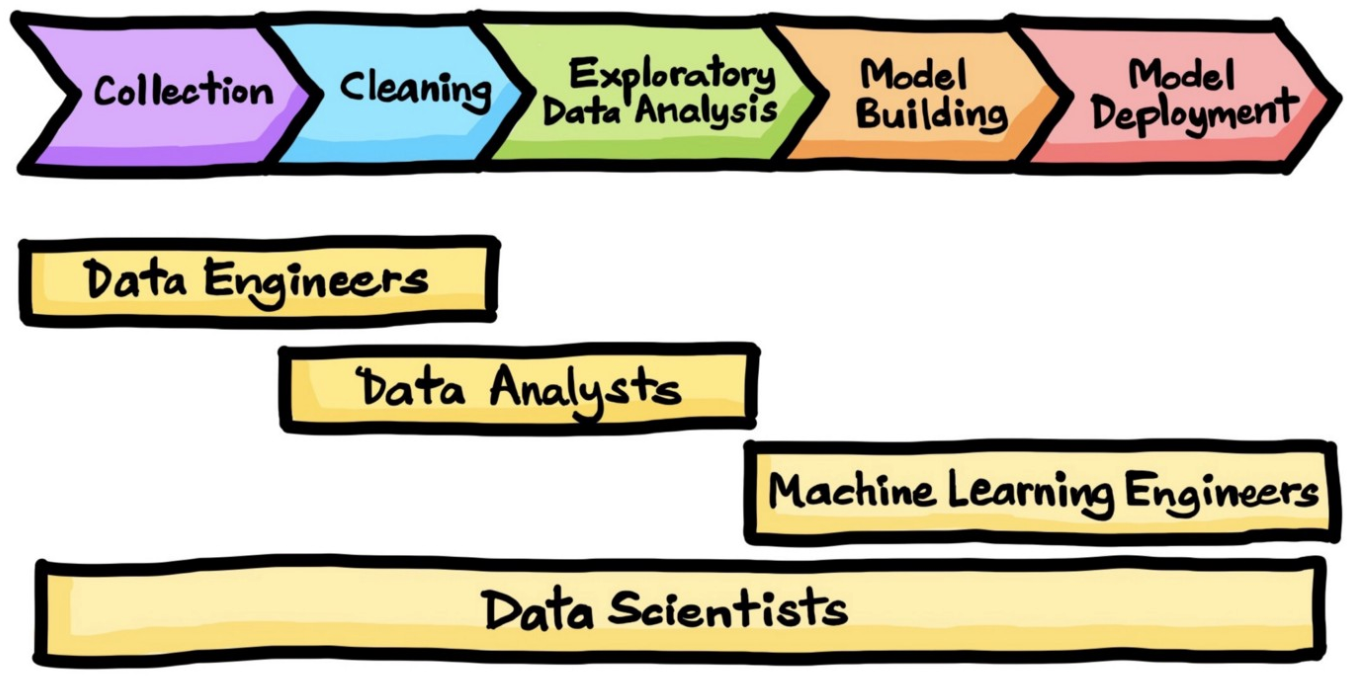 Collection
Cleaning
Exploratory
Data Analysis
Model
Building
Model
Deployment
Data Engineers
Data Analysts
Machine Learning Engineers
Data Scientists